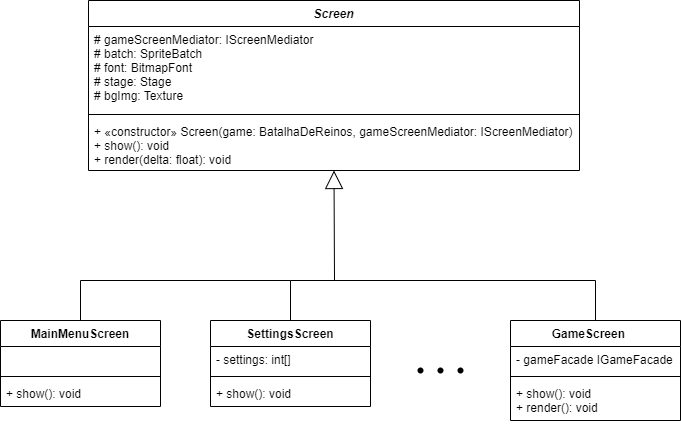 Screen
# gameScreenMediator: IScreenMediator
# batch: SpriteBatch
# font: BitmapFont
# stage: Stage
# bgImg: Texture
+ «constructor» Screen(game: BatalhaDeReinos, gameScreenMediator: IScreenMediator)
+ show(): void
+ render(delta: float): void
MainMenuScreen
+ show(): void
SettingsScreen
- settings: int[]
+ show(): void
• • •
GameScreen
- gameFacade IGameFacade
+ show(): void
+ render(): void